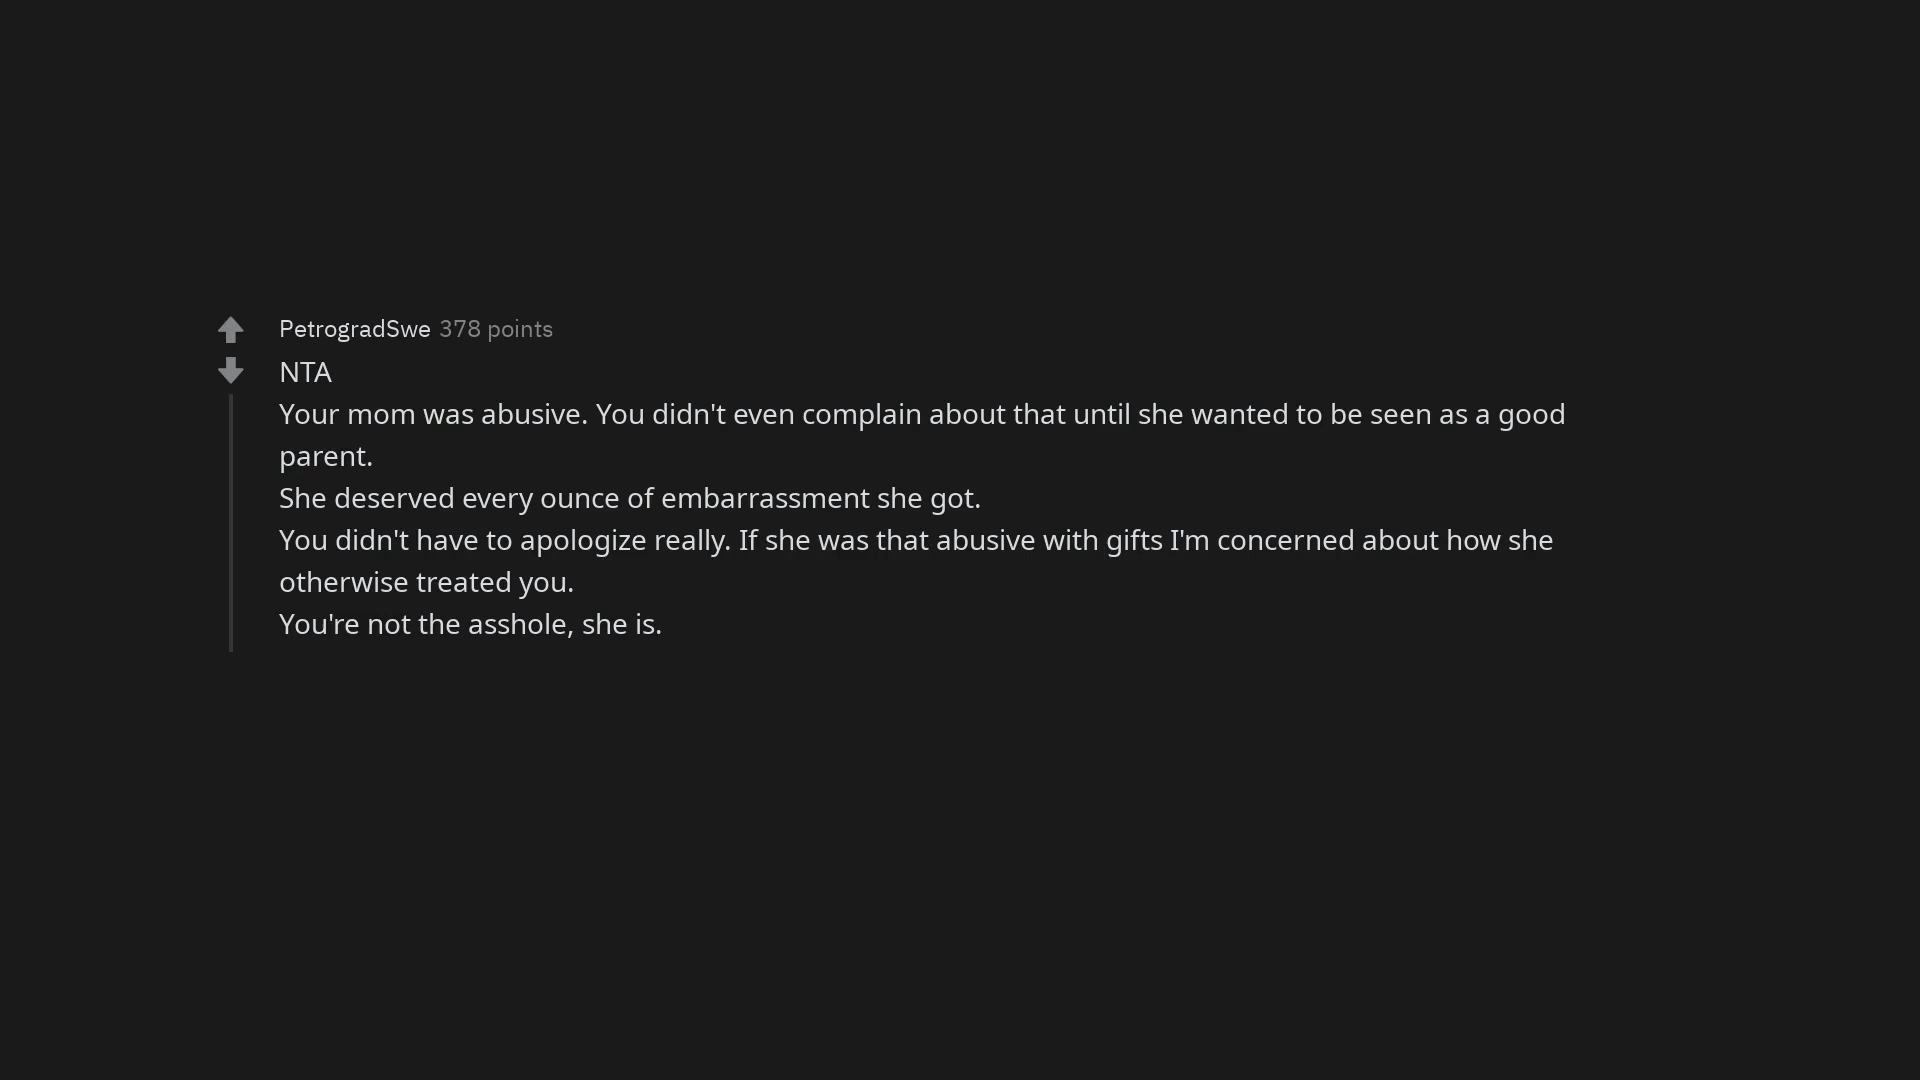 PetrogradSwe 378 points
NTA
Your mom was abusive. You didn't even complain about that until she wanted to be seen as a good
parent.
She deserved every ounce of embarrassment she got.
You didn't have to apologize really. If she was that abusive with gifts I'm concerned about how she
otherwise treated you.
You're not the asshole, she is.